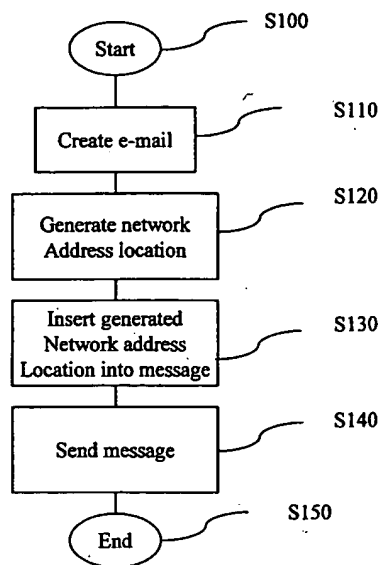 S100
Start
S110
Create e-mail
S120
Generate network
Address location
S130
Insert generated
Network address
Location into message
S140
Send message
S150
End